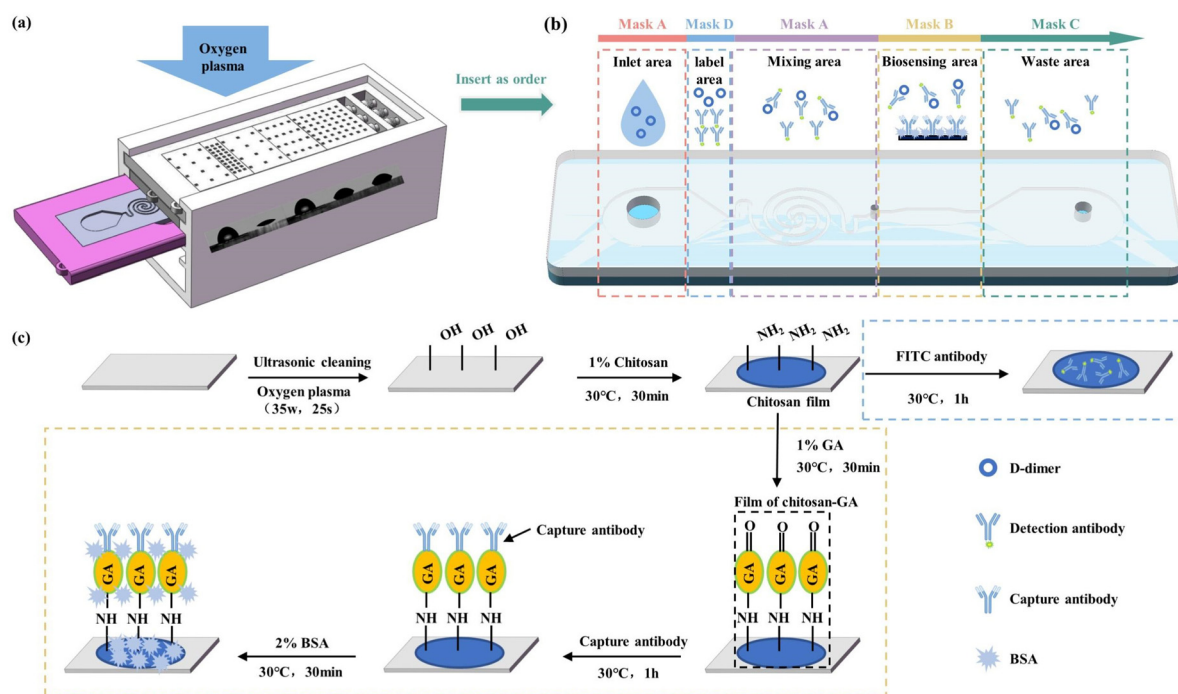 (a)
Oxygen
plasma
Insert as order
(b)
Mask A
Mask D
Mask A
Mask B
Mask C
Inlet area
label
area
Mixing area
Biosensing area
Waste area
(c)
Ultrasonic cleaning
Oxygen plasma
（35w，25s）
OH OH OH
1% Chitosan
30℃，30min
NH₂ NH₂ NH₂
Chitosan film
FITC antibody
30℃，1h
1% GA
30℃，30min
Film of chitosan-GA
O O O
GA GA GA
NH NH NH
Capture antibody
30℃，1h
Capture antibody
GA GA GA
NH NH NH
2% BSA
30℃，30min
GA GA GA
NH NH NH
D-dimer
Detection antibody
Capture antibody
BSA